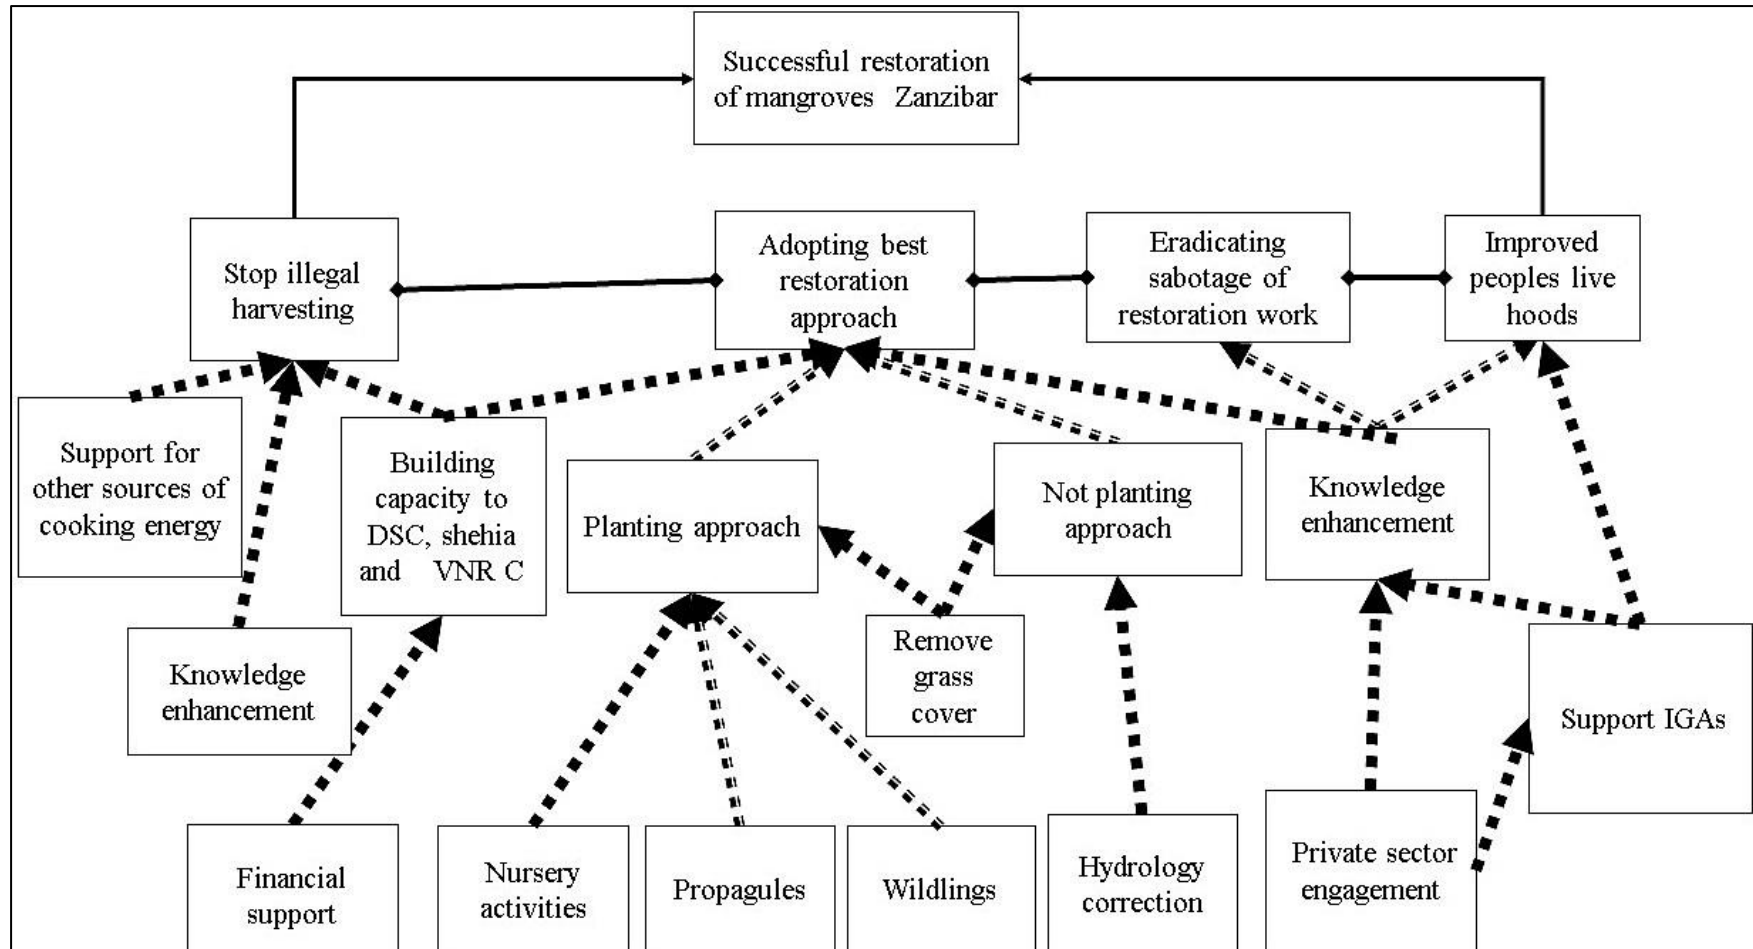 Successful restoration
of mangroves Zanzibar
Stop illegal
harvesting
Adopting best
restoration
approach
Eradicating
sabotage of
restoration work
Improved
peoples live
hoods
Support for
other sources of
cooking energy
Building
capacity to
DSC, shehia
and VNR C
Planting approach
Not planting
approach
Knowledge
enhancement
Knowledge
enhancement
Remove
grass
cover
Support IGAs
Financial
support
Nursery
activities
Propagules
Wildlings
Hydrology
correction
Private sector
engagement